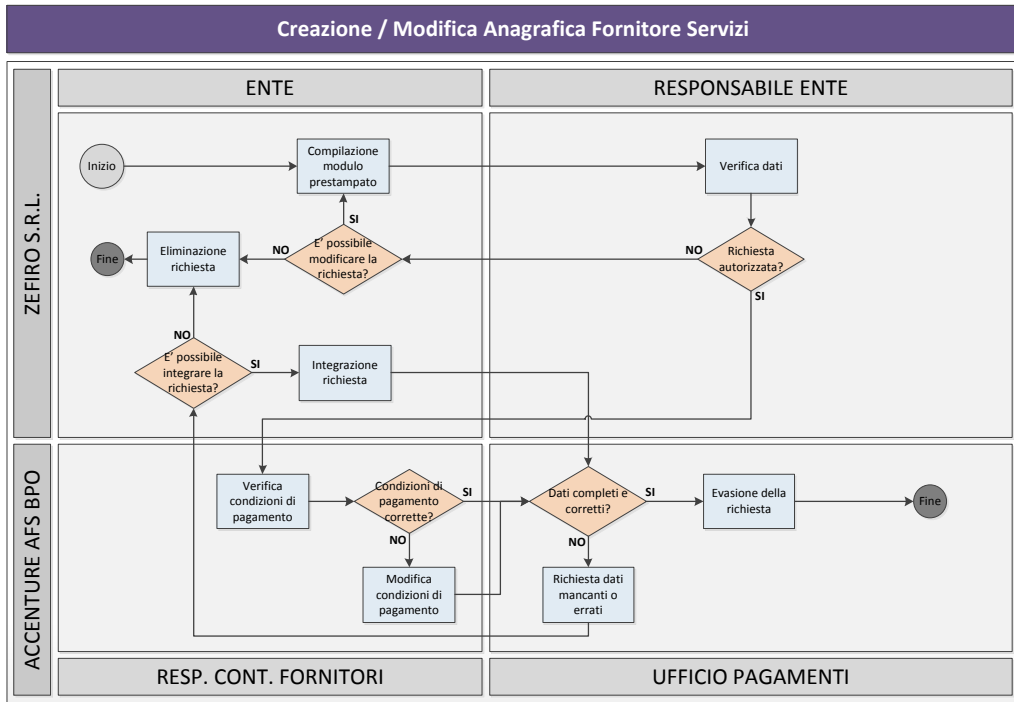 Creazione / Modifica Anagrafica Fornitore Servizi
ENTE
RESPONSABILE ENTE
ZEFIRO S.R.L.
Inizio
Compilazione
modulo
prestampato
Verifica dati
SI
E' possibile
modificare la
richiesta?
NO
Eliminazione
richiesta
Fine
NO
Richiesta
autorizzata?
SI
NO
E' possibile
integrare la
richiesta?
SI
Integrazione
richiesta
ACCENTURE AFS BPO
Verifica
condizioni di
pagamento
Condizioni di
pagamento
corrette?
SI
NO
Modifica
condizioni di
pagamento
Dati completi e
corretti?
SI
NO
Evasione della
richiesta
Fine
Richiesta dati
mancanti o
errati
RESP. CONT. FORNITORI
UFFICIO PAGAMENTI